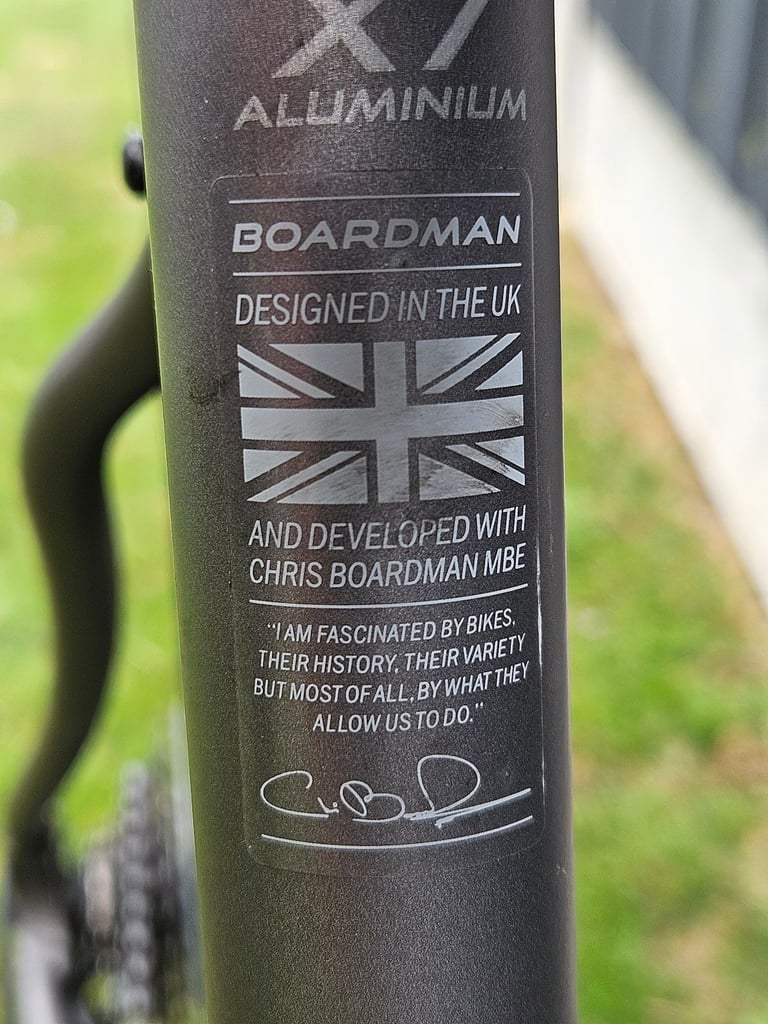 X7
ALUMINIUM
BOARDMAN
DESIGNED IN THE UK
AND DEVELOPED WITH
CHRIS BOARDMAN MBE
"I AM FASCINATED BY BIKES,
THEIR HISTORY, THEIR VARIETY
BUT MOST OF ALL, BY WHAT THEY
ALLOW US TO DO."